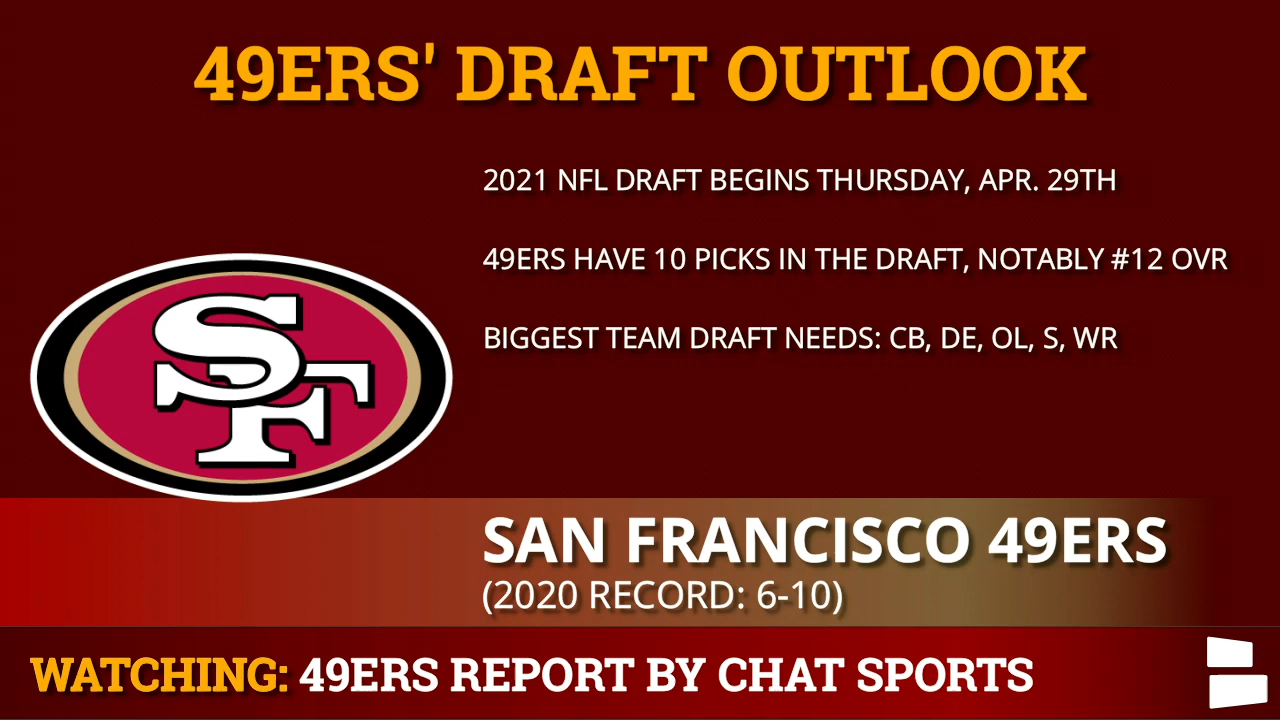 49ERS' DRAFT OUTLOOK
2021 NFL DRAFT BEGINS THURSDAY, APR. 29TH
49ERS HAVE 10 PICKS IN THE DRAFT, NOTABLY #12 OVR
BIGGEST TEAM DRAFT NEEDS: CB, DE, OL, S, WR
SF
SAN FRANCISCO 49ERS
(2020 RECORD: 6-10)
WATCHING: 49ERS REPORT BY CHAT SPORTS